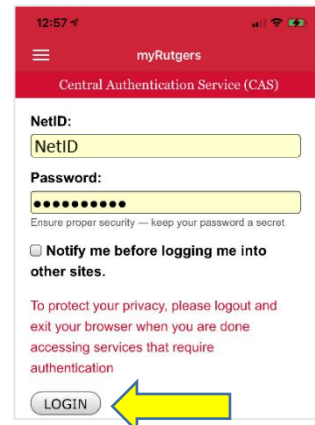 12:57
myRutgers
Central Authentication Service (CAS)
NetID:
NetID
Password:
••••••••••
Ensure proper security — keep your password a secret
Notify me before logging me into
other sites.
To protect your privacy, please logout and
exit your browser when you are done
accessing services that require
authentication
LOGIN